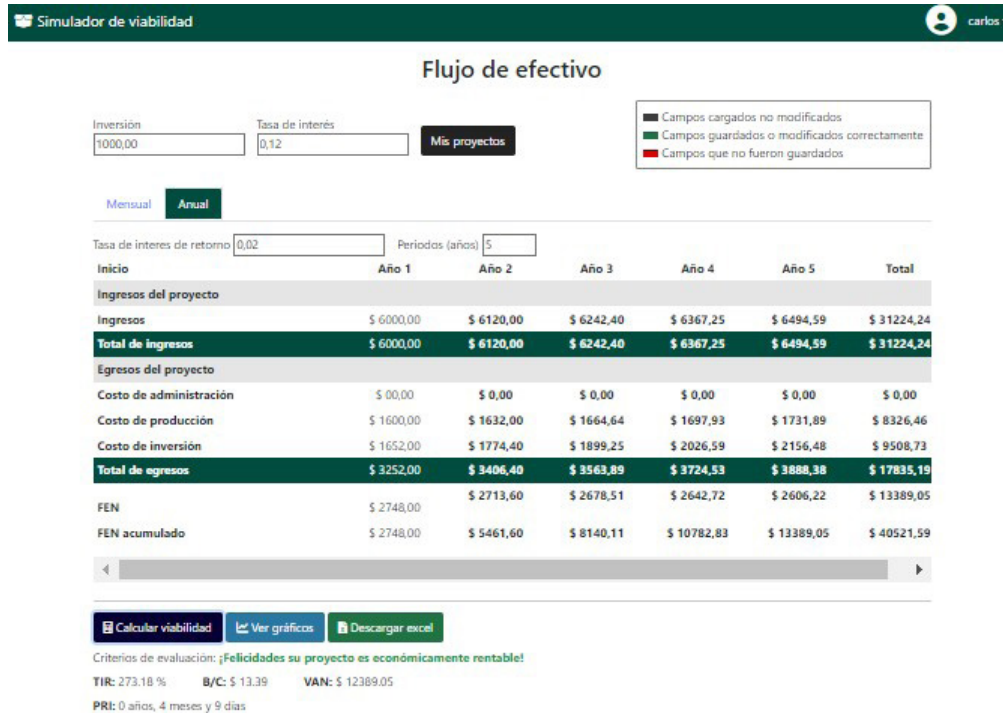 Simulador de viabilidad
carlos
Flujo de efectivo
Inversión
Tasa de interés
1000,00
0,12
Mis proyectos
Campos cargados no modificados
Campos guardados o modificados correctamente
Campos que no fueron guardados
Mensual Anual
Tasa de interes de retorno 0,02 Periodos (años) 5
Inicio Año 1 Año 2 Año 3 Año 4 Año 5 Total
Ingresos del proyecto
Ingresos $ 6000,00 $ 6120,00 $ 6242,40 $ 6367,25 $ 6494,59 $ 31224,24
Total de ingresos $ 6000,00 $ 6120,00 $ 6242,40 $ 6367,25 $ 6494,59 $ 31224,24
Egresos del proyecto
Costo de administración $ 00,00 $ 0,00 $ 0,00 $ 0,00 $ 0,00 $ 0,00
Costo de producción $ 1600,00 $ 1632,00 $ 1664,64 $ 1697,93 $ 1731,89 $ 8326,46
Costo de inversión $ 1652,00 $ 1774,40 $ 1899,25 $ 2026,59 $ 2156,48 $ 9508,73
Total de egresos $ 3252,00 $ 3406,40 $ 3563,89 $ 3724,53 $ 3888,38 $ 17835,19
FEN $ 2748,00 $ 2713,60 $ 2678,51 $ 2642,72 $ 2606,22 $ 13389,05
FEN acumulado $ 2748,00 $ 5461,60 $ 8140,11 $ 10782,83 $ 13389,05 $ 40521,59
Calcular viabilidad Ver gráficos Descargar excel
Criterios de evaluación: ¡Felicidades su proyecto es económicamente rentable!
TIR: 273.18 % B/C: $ 13.39 VAN: $ 12389.05
PRI: 0 años, 4 meses y 9 días